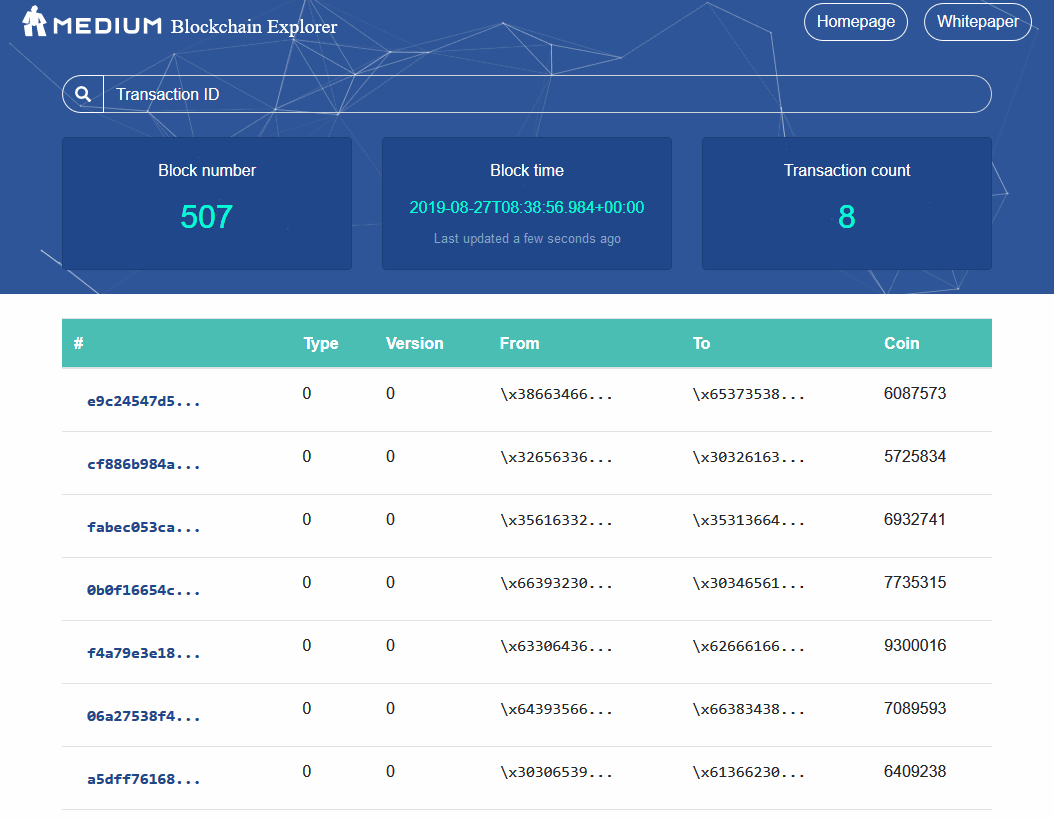 MEDIUM Blockchain Explorer
Homepage
Whitepaper
Transaction ID
Block number
507
Block time
2019-08-27T08:38:56.984+00:00
Last updated a few seconds ago
Transaction count
8
# Type Version From To Coin
e9c24547d5... 0 0 \x38663466... \x65373538... 6087573
cf886b984a... 0 0 \x32656336... \x30326163... 5725834
fabec053ca... 0 0 \x35616332... \x35313664... 6932741
0b0f16654c... 0 0 \x66393230... \x30346561... 7735315
f4a79e3e18... 0 0 \x63306436... \x62666166... 9300016
06a27538f4... 0 0 \x64393566... \x66383438... 7089593
a5dff76168... 0 0 \x30306539... \x61366230... 6409238